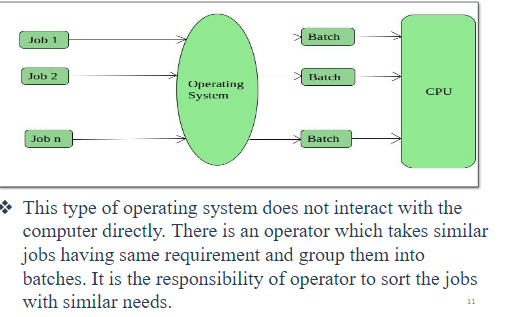 Job 1
Batch
Job 2
Batch
Operating
System
CPU
Job n
Batch
❖ This type of operating system does not interact with the
computer directly. There is an operator which takes similar
jobs having same requirement and group them into
batches. It is the responsibility of operator to sort the jobs
with similar needs.
11